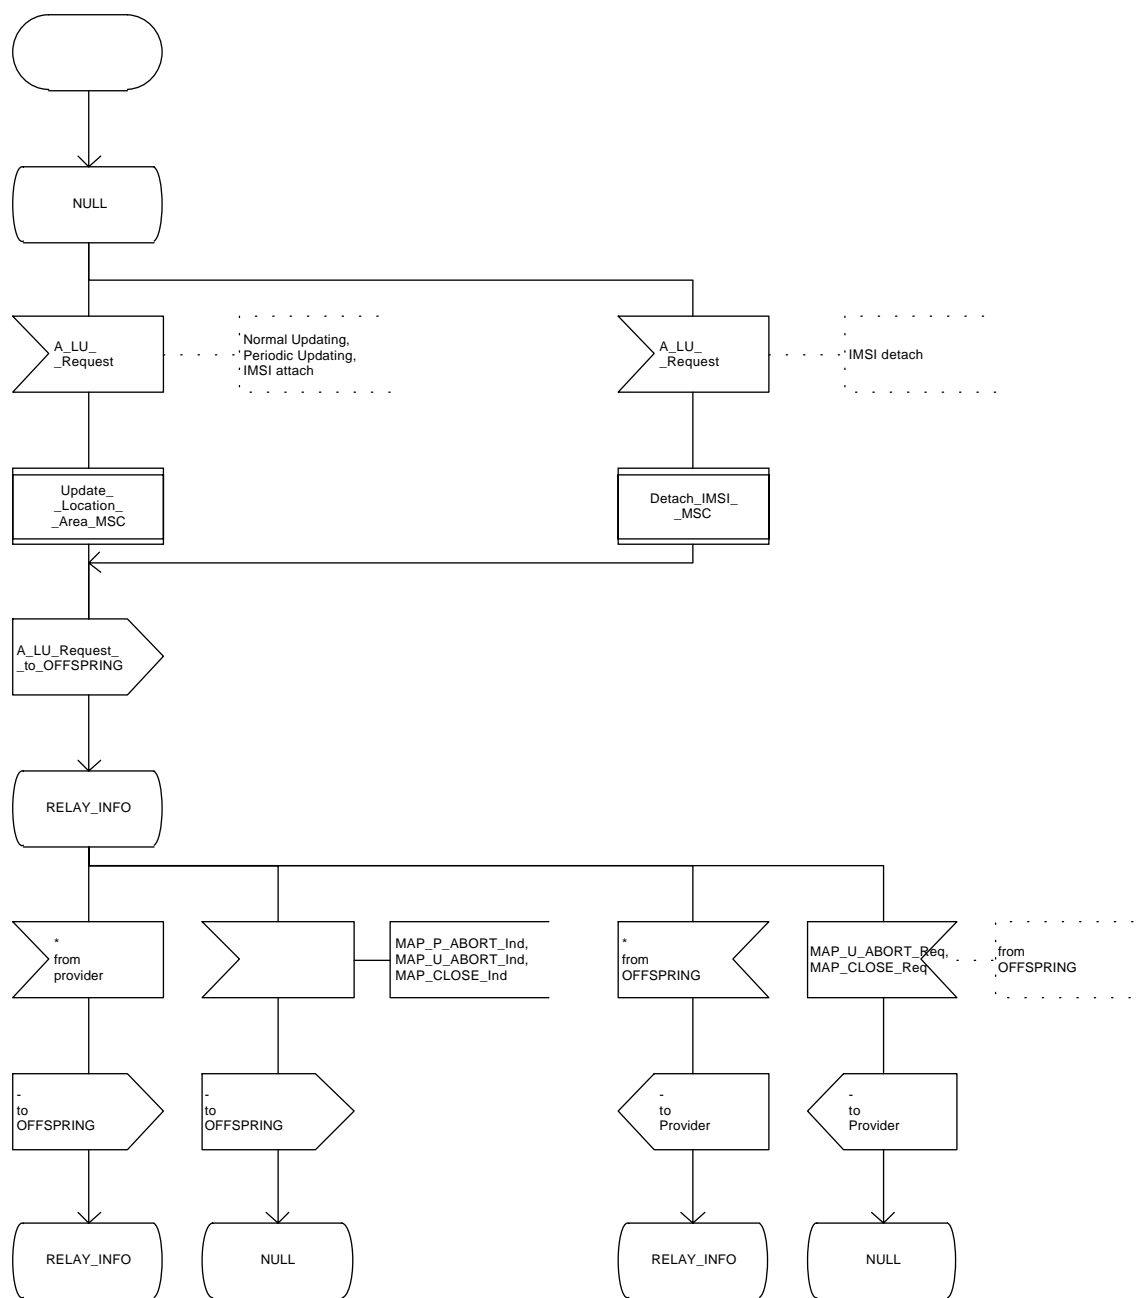 NULL
A_LU_
_Request
Normal Updating,
Periodic Updating,
IMSI attach
A_LU_
_Request
IMSI detach
Update_
_Location_
_Area_MSC
Detach_IMSI_
_MSC
A_LU_Request_
_to_OFFSPRING
RELAY_INFO
*
from
provider
MAP_P_ABORT_Ind,
MAP_U_ABORT_Ind,
MAP_CLOSE_Ind
*
from
OFFSPRING
MAP_U_ABORT_Req,
MAP_CLOSE_Req
from
OFFSPRING
-
to
OFFSPRING
-
to
OFFSPRING
-
to
Provider
-
to
Provider
RELAY_INFO
NULL
RELAY_INFO
NULL